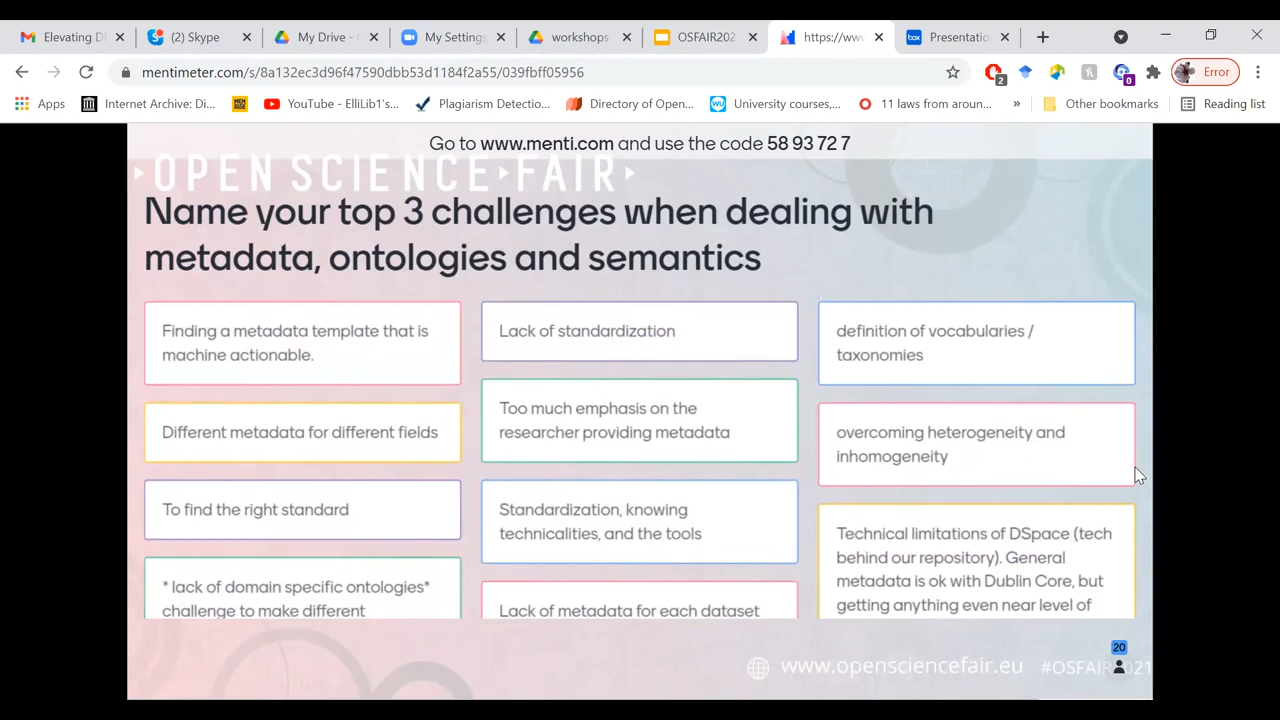 Elevating D
(2) Skype
My Drive -
My Settings
workshops
OSFAIR202
https://ww
Presentatio
mentimeter.com/s/8a132ac3d96f47590dbb53f1184f2a55/039fbff05956
2
0
Error
Apps
Internet Archive: Di...
YouTube - ElliLib1's...
Plagiarism Detectio...
Directory of Open...
University courses,...
11 laws from aroun...
»
Other bookmarks
Reading list
Go to www.menti.com and use the code 58 93 72 7
OPEN SCIENCE FAIR
Name your top 3 challenges when dealing with
metadata, ontologies and semantics
Finding a metadata template that is
machine actionable.
Different metadata for different fields
To find the right standard
* lack of domain specific ontologies*
challenge to make different
Lack of standardization
Too much emphasis on the
researcher providing metadata
Standardization, knowing
technicalities, and the tools
Lack of metadata for each dataset
definition of vocabularies /
taxonomies
overcoming heterogeneity and
inhomogeneity
Technical limitations of DSpace (tech
behind our repository). General
metadata is ok with Dublin Core, but
getting anything even near level of
20
www.opensciencefair.eu #OSFAIR2021